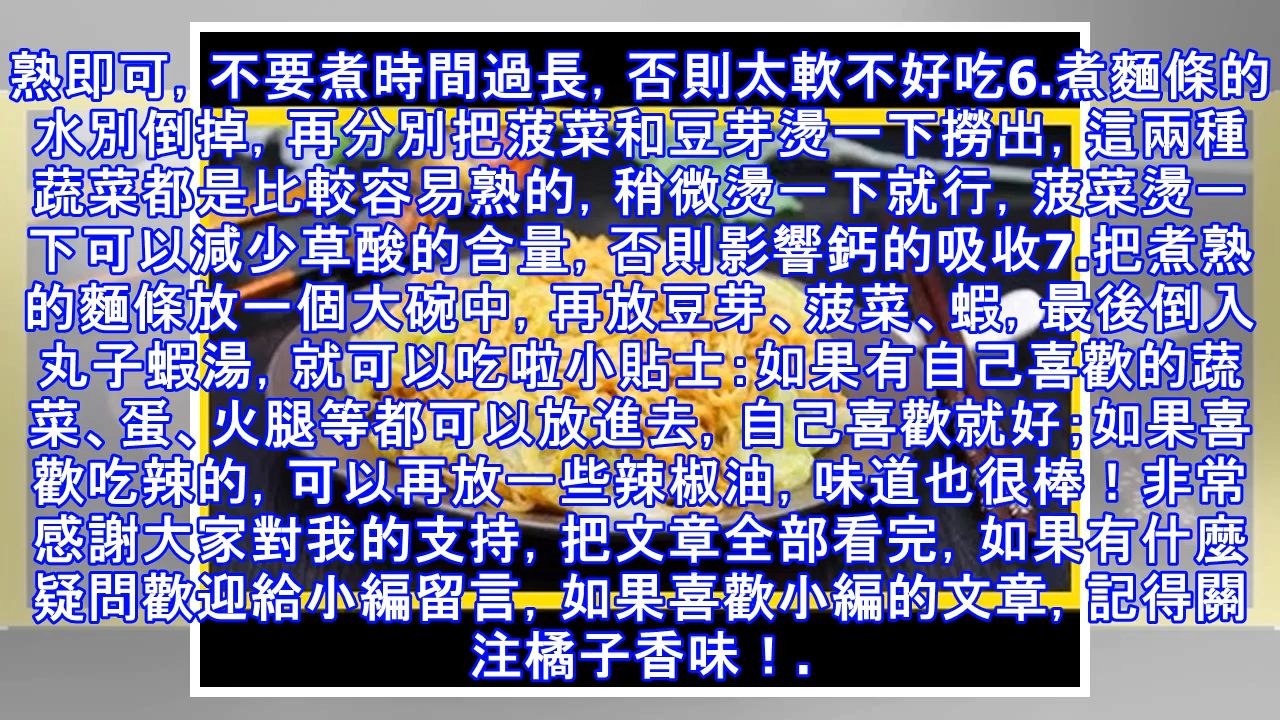 熟即可, 不要煮時間過長, 否則太軟不好吃6.煮麵條的
水別倒掉, 再分別把菠菜和豆芽燙一下撈出, 這兩種
蔬菜都是比較容易熟的, 稍微燙一下就行, 菠菜燙一
下可以減少草酸的含量, 否則影響鈣的吸收7.把煮熟
的麵條放一個大碗中, 再放豆芽、菠菜、蝦, 最後倒入
丸子蝦湯, 就可以吃啦小貼士:如果有自己喜歡的蔬
菜、蛋、火腿等都可以放進去, 自己喜歡就好;如果喜
歡吃辣的, 可以再放一些辣椒油, 味道也很棒！非常
感謝大家對我的支持, 把文章全部看完, 如果有什麼
疑問歡迎給小編留言, 如果喜歡小編的文章, 記得關
注橘子香味！.